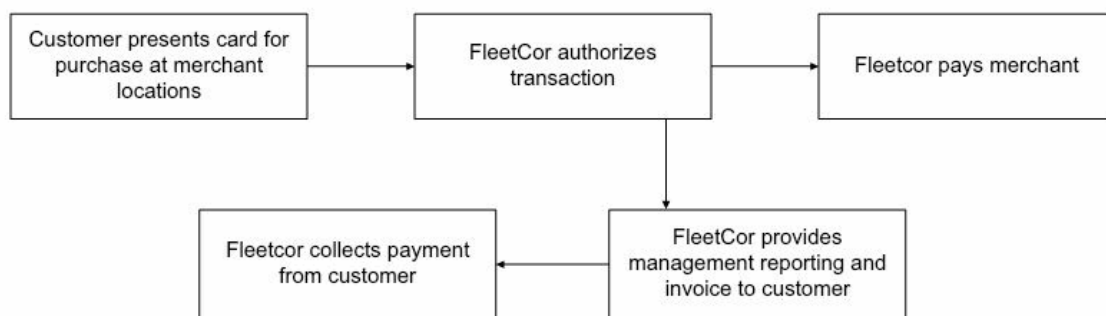 Customer presents card for
purchase at merchant
locations
FleetCor authorizes
transaction
Fleetcor pays merchant
Fleetcor collects payment
from customer
FleetCor provides
management reporting and
invoice to customer